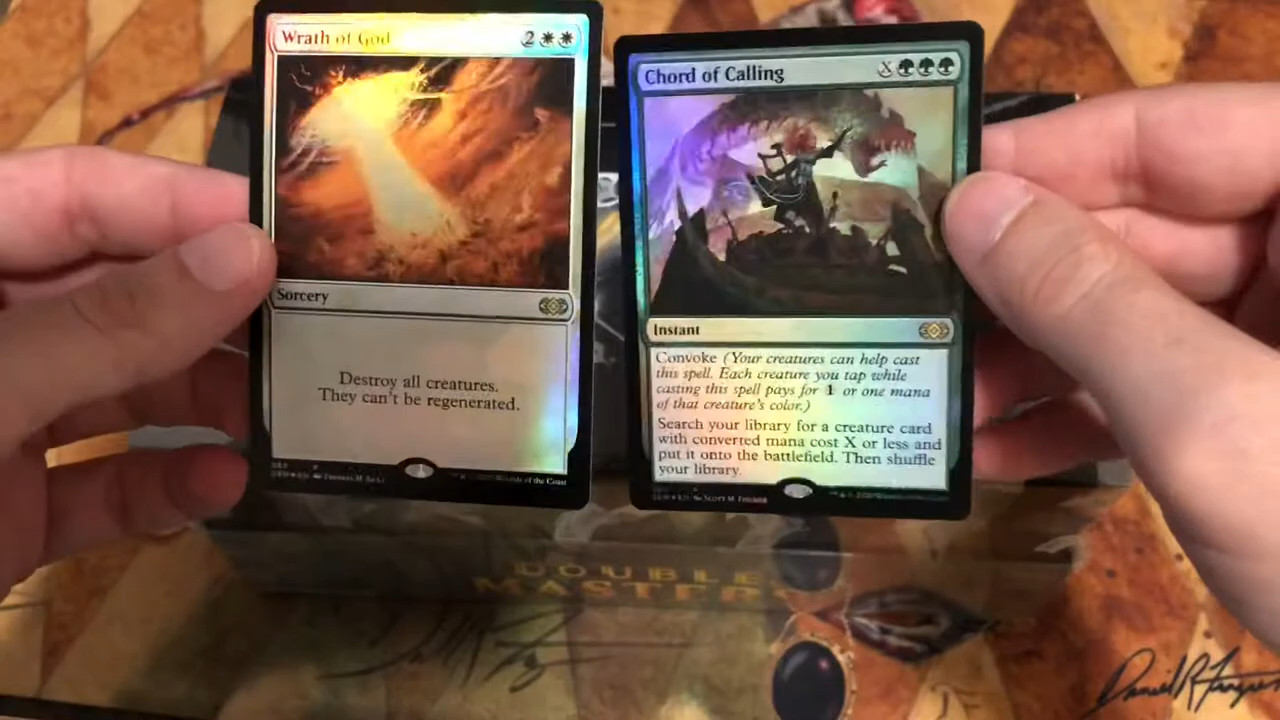 Wrath of God 2
Sorcery
Destroy all creatures.
They can't be regenerated.
Chord of Calling X
Instant
Convoke (Your creatures can help cast
this spell. Each creature you tap while
casting this spell pays for 1 or one mana
of that creature's color.)
Search your library for a creature card
with converted mana cost X or less and
put it onto the battlefield. Then shuffle
your library.
DOUBLE
MASTERS